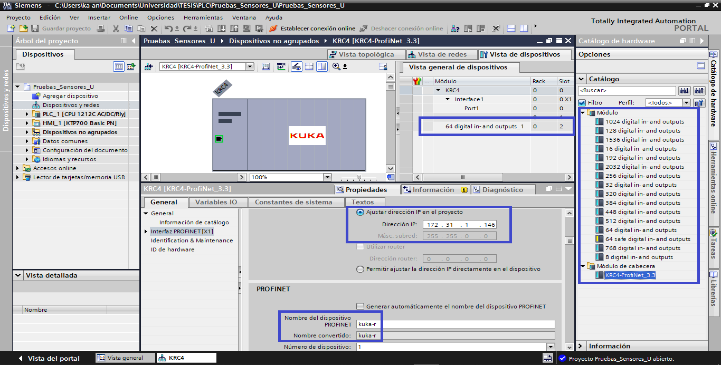 Siemens - C:\Users\ka an\Documents\Universidad\TESIS\PLC\Pruebas_Sensores_U\Pruebas_Sensores_U
Proyecto Edición Ver Insertar Online Opciones Herramientas Ventana Ayuda
Totally Integrated Automation
PORTAL
Guardar proyecto
Establecer conexión online
Deshacer conexión online
Árbol del proyecto
Dispositivos
Dispositivos y redes
Pruebas_Sensores_U
Agregar dispositivo
Dispositivos y redes
PLC_1 [CPU 1212C AC/DC/Rly]
HMI_1 [KTP700 Basic PN]
Dispositivos no agrupados
Datos comunes
Configuración del documento
Idiomas y recursos
Accesos online
Lector de tarjetas/memoria USB
Vista detallada
Nombre
Pruebas Sensores U ▸ Dispositivos no agrupados ▸ KRC4 [KRC4-ProfiNet_3.3]
Vista topológica
Vista de redes
Vista de dispositivos
KRC4 [KRC4-ProfiNet_3.3]
KRC4
KUKA
100%
Vista general de dispositivos
Módulo Rack Slot
KRC4 0 0
Interface1 0 0 X1
Port1 0
64 digital in- and outputs_1 0 2
KRC4 [KRC4-ProfiNet_3.3]
Propiedades
Información
Diagnóstico
General
Variables IO
Constantes de sistema
Textos
General
Información de catálogo
Interfaz PROFINET [X1]
Identification & Maintenance
ID de hardware
Ajustar dirección IP en el proyecto
Dirección IP: 172 . 31 . 1 . 146
Másc. subred: 255 . 255 . 0 . 0
Utilizar router
Dirección router: 0 . 0 . 0 . 0
Permitir ajustar la dirección IP directamente en el dispositivo
PROFINET
Generar automáticamente el nombre del dispositivo PROFINET
Nombre del dispositivo
PROFINET kuka-r
Nombre convertido: kuka-r
Número de dispositivo: 1
Catálogo de hardware
Opciones
Catálogo
<Buscar>
Filtro Perfil: <Todos>
Módulo
1024 digital in- and outputs
128 digital in- and outputs
1536 digital in- and outputs
16 digital in- and outputs
192 digital in- and outputs
2032 digital in- and outputs
256 digital in- and outputs
32 digital in- and outputs
320 digital in- and outputs
384 digital in- and outputs
448 digital in- and outputs
512 digital in- and outputs
64 digital in- and outputs
64 safe digital in- and outputs
768 digital in- and outputs
8 digital in- and outputs
Módulo de cabecera
KRC4-ProfiNet_3.3
Información
Catálogo de hardware
Herramientas online
Tareas
Librerías
Vista del portal
Vista general
KRC4
Proyecto Pruebas_Sensores_U abierto.